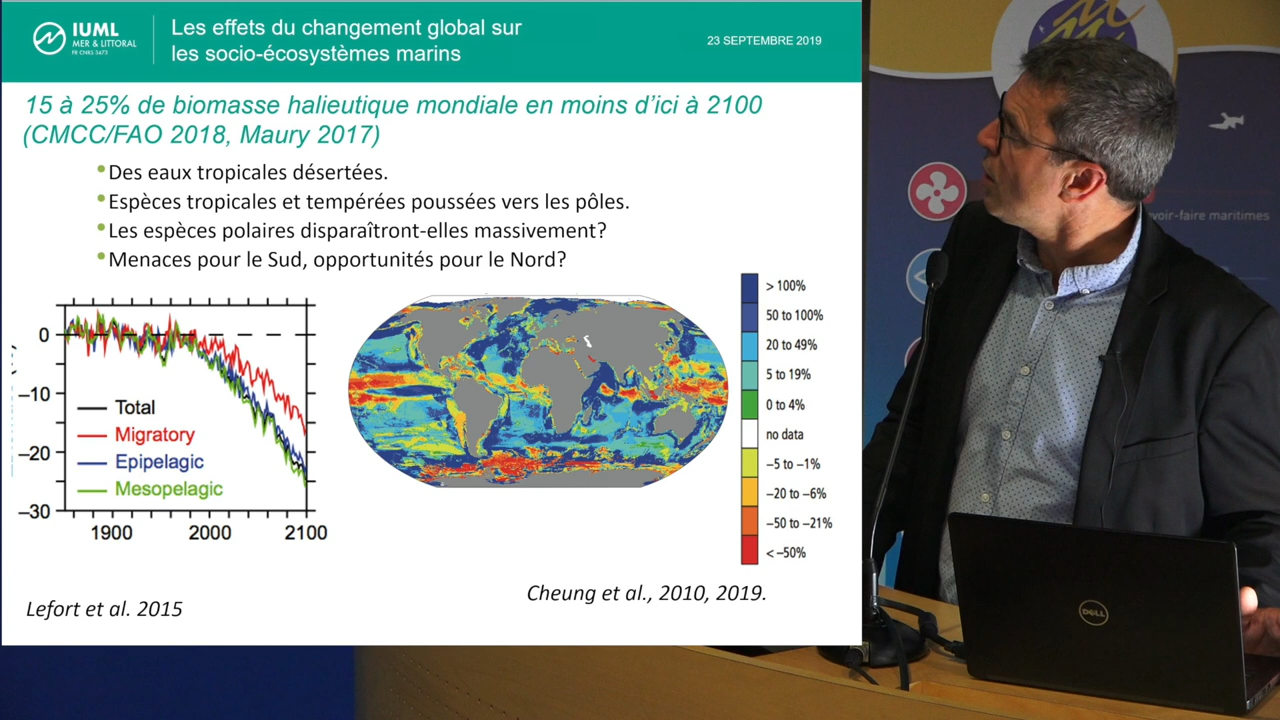 IUML
MER & LITTORAL
FR CNRS 3473
Les effets du changement global sur
les socio-écosystèmes marins
23 SEPTEMBRE 2019
15 à 25% de biomasse halieutique mondiale en moins d'ici à 2100
(CMCC/FAO 2018, Maury 2017)
•Des eaux tropicales désertées.
•Espèces tropicales et tempérées poussées vers les pôles.
•Les espèces polaires disparaîtront-elles massivement?
•Menaces pour le Sud, opportunités pour le Nord?
0
–10
–20
–30
Total
Migratory
Epipelagic
Mesopelagic
1900
2000
2100
> 100%
50 to 100%
20 to 49%
5 to 19%
0 to 4%
no data
–5 to –1%
–20 to –6%
–50 to –21%
< –50%
Lefort et al. 2015
Cheung et al., 2010, 2019.
voir-faire maritimes
DELL